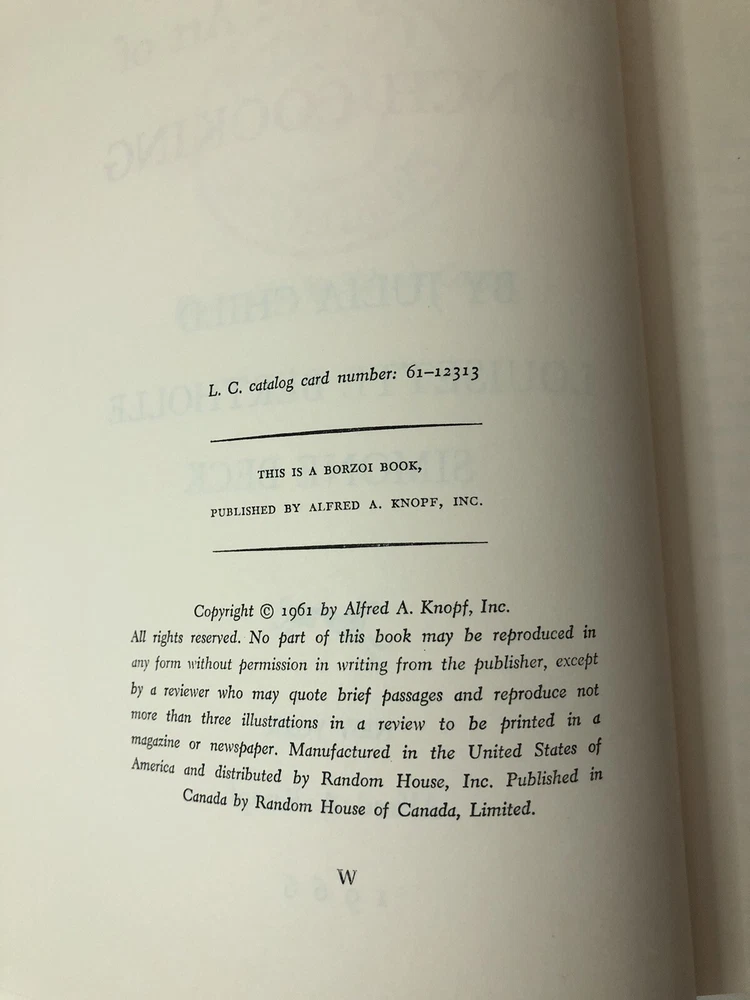 L. C. catalog card number: 61–12313
THIS IS A BORZOI BOOK,
PUBLISHED BY ALFRED A. KNOPF, INC.
Copyright © 1961 by Alfred A. Knopf, Inc.
All rights reserved. No part of this book may be reproduced in
any form without permission in writing from the publisher, except
by a reviewer who may quote brief passages and reproduce not
more than three illustrations in a review to be printed in a
magazine or newspaper. Manufactured in the United States of
America and distributed by Random House, Inc. Published in
Canada by Random House of Canada, Limited.
W